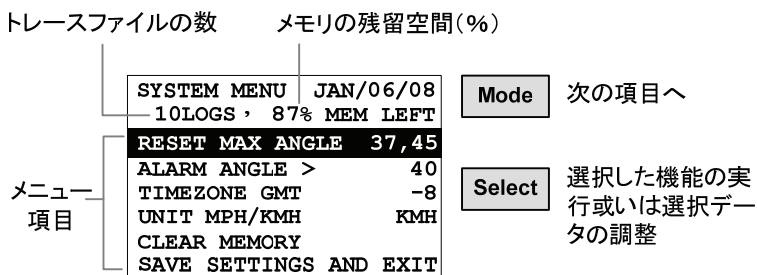 トレースファイルの数
メモリの残留空間(%)
SYSTEM MENU JAN/06/08
10LOGS, 87% MEM LEFT
RESET MAX ANGLE 37,45
ALARM ANGLE > 40
TIMEZONE GMT -8
UNIT MPH/KMH KMH
CLEAR MEMORY
SAVE SETTINGS AND EXIT
メニュー
項目
Mode
次の項目へ
Select
選択した機能の実
行或いは選択デー
タの調整